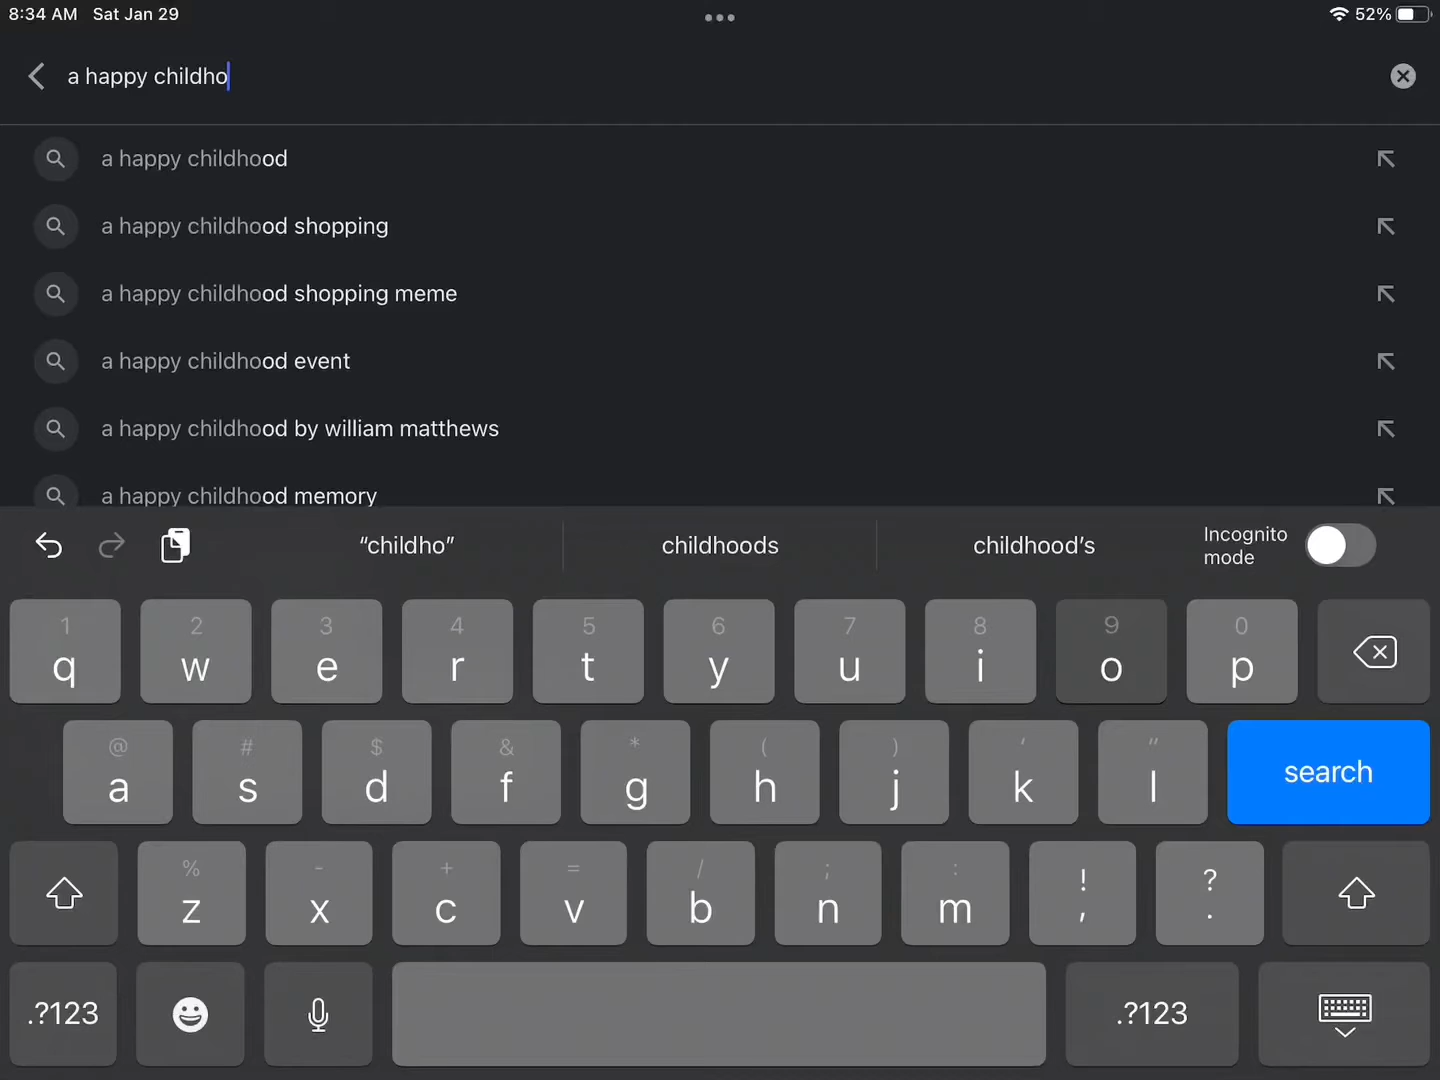 8:34 AM Sat Jan 29
52%
a happy childho
a happy childhood
a happy childhood shopping
a happy childhood shopping meme
a happy childhood event
a happy childhood by william matthews
a happy childhood memory
“childho” childhoods childhood’s Incognito mode
1 2 3 4 5 6 7 8 9 0
q w e r t y u i o p
@ # $ & * ( ) ‘ ”
a s d f g h j k l search
% - + = / ; : ! ?
z x c v b n m , .
.?123 .?123